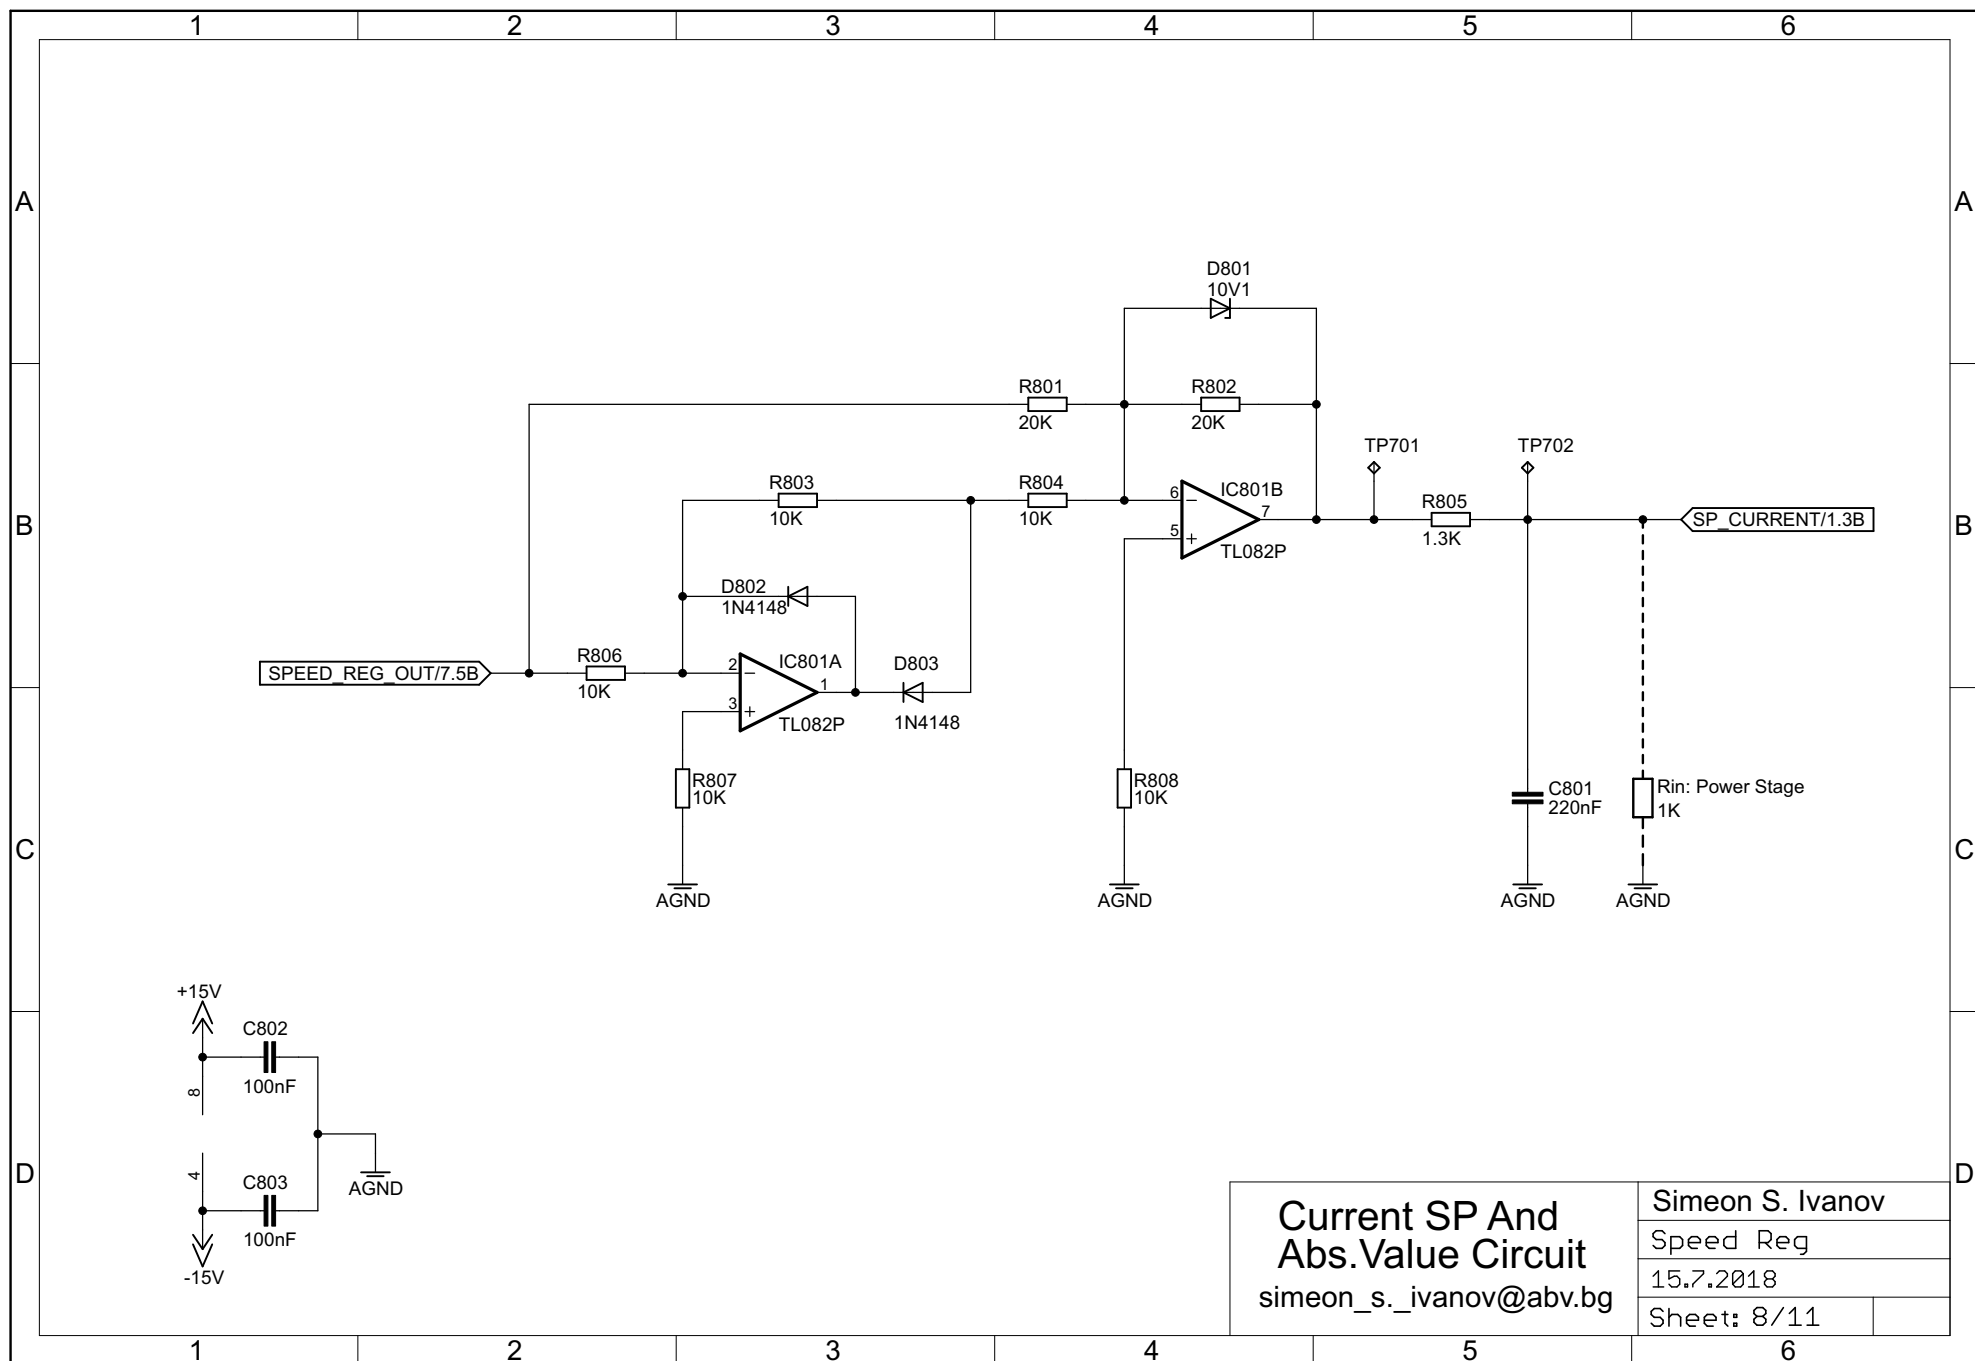 1 2 3 4 5 6
A A
D801
10V1
R801 R802
20K 20K
TP701 TP702
R803 R804
10K 10K
6 IC801B
7
5
TL082P
R805
1.3K
SP_CURRENT/1.3B
B B
D802
1N4148
SPEED_REG_OUT/7.5B
R806
10K
2 IC801A
1
3
TL082P
D803
1N4148
R807
10K
R808
10K
C801
220nF
Rin: Power Stage
1K
C C
AGND AGND AGND AGND
+15V
C802
100nF
8
4
C803
100nF
-15V
AGND
D D
Current SP And
Abs.Value Circuit
simeon_s._ivanov@abv.bg
Simeon S. Ivanov
Speed Reg
15.7.2018
Sheet: 8/11
1 2 3 4 5 6